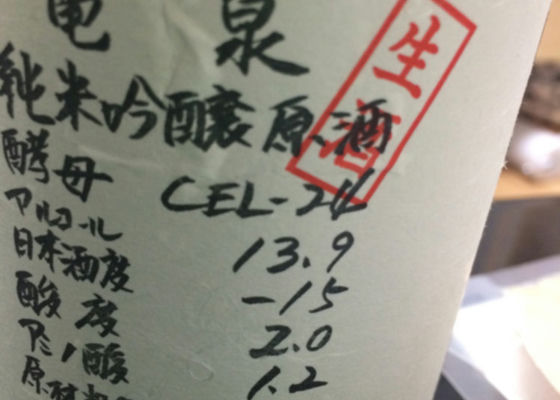 亀泉
純米吟醸原酒
生酒
酵母 CEL-24
アルコール 13.9
日本酒度 -15
酸度 2.0
アミノ酸 1.2